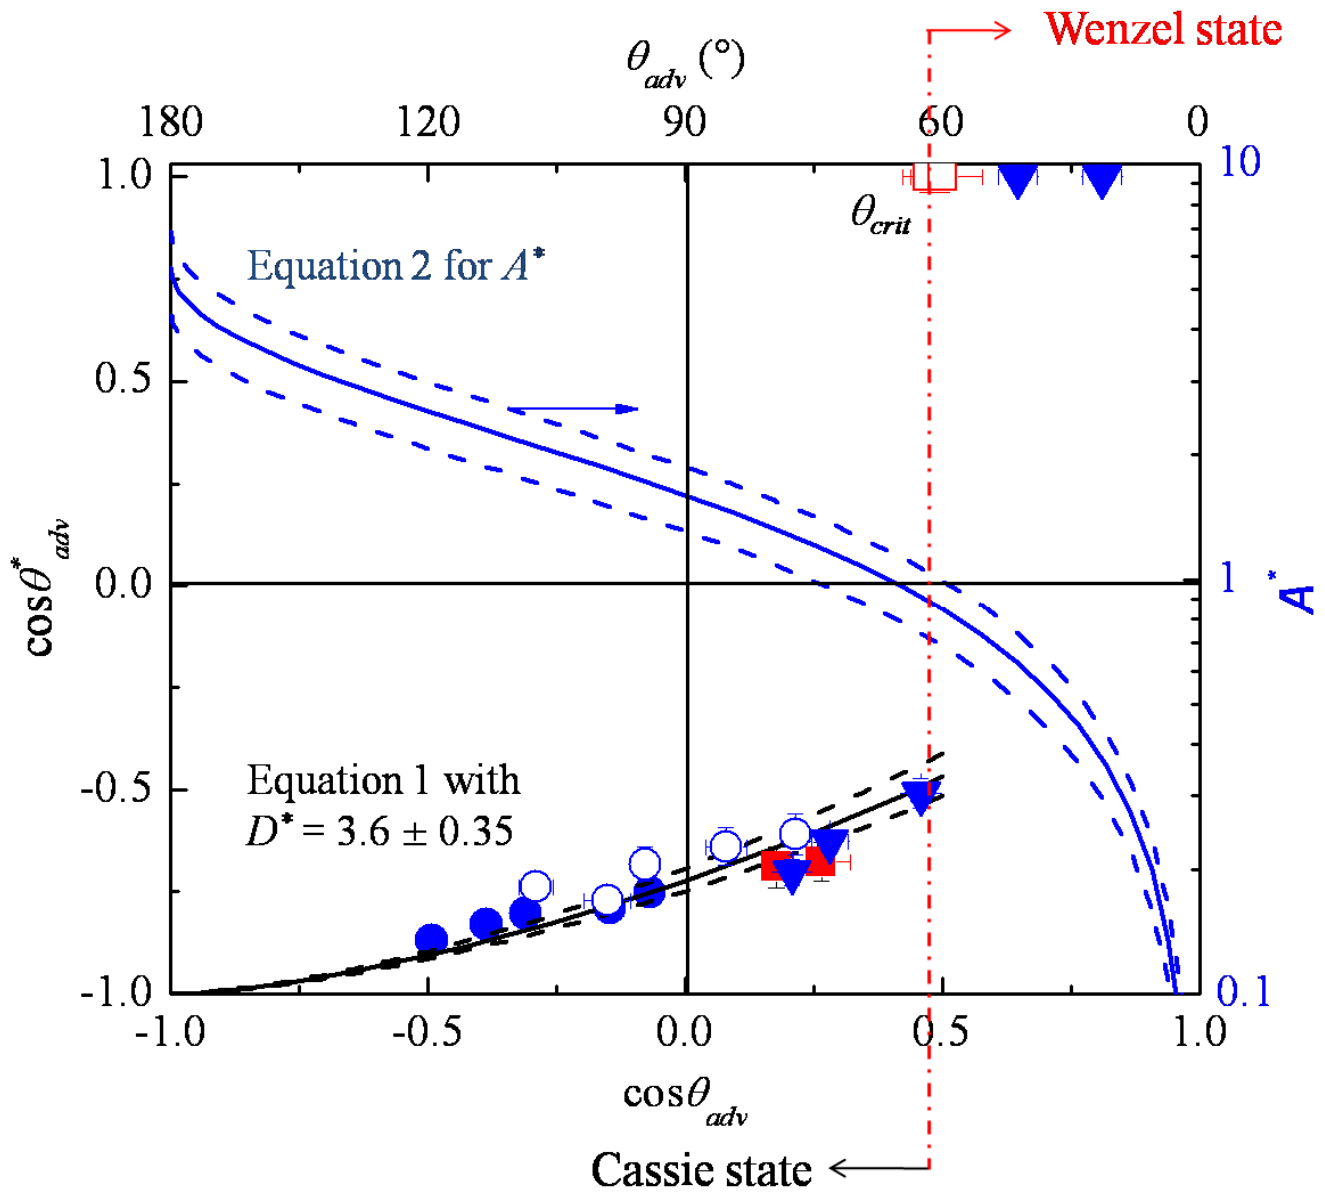 Wenzel state
θadv (°)
180 120 90 60 0
1.0 10
θcrit
Equation 2 for A*
0.5
cosθ*adv
0.0 1
A*
-0.5
Equation 1 with
D* = 3.6 ± 0.35
-1.0 0.1
-1.0 -0.5 0.0 0.5 1.0
cosθadv
Cassie state